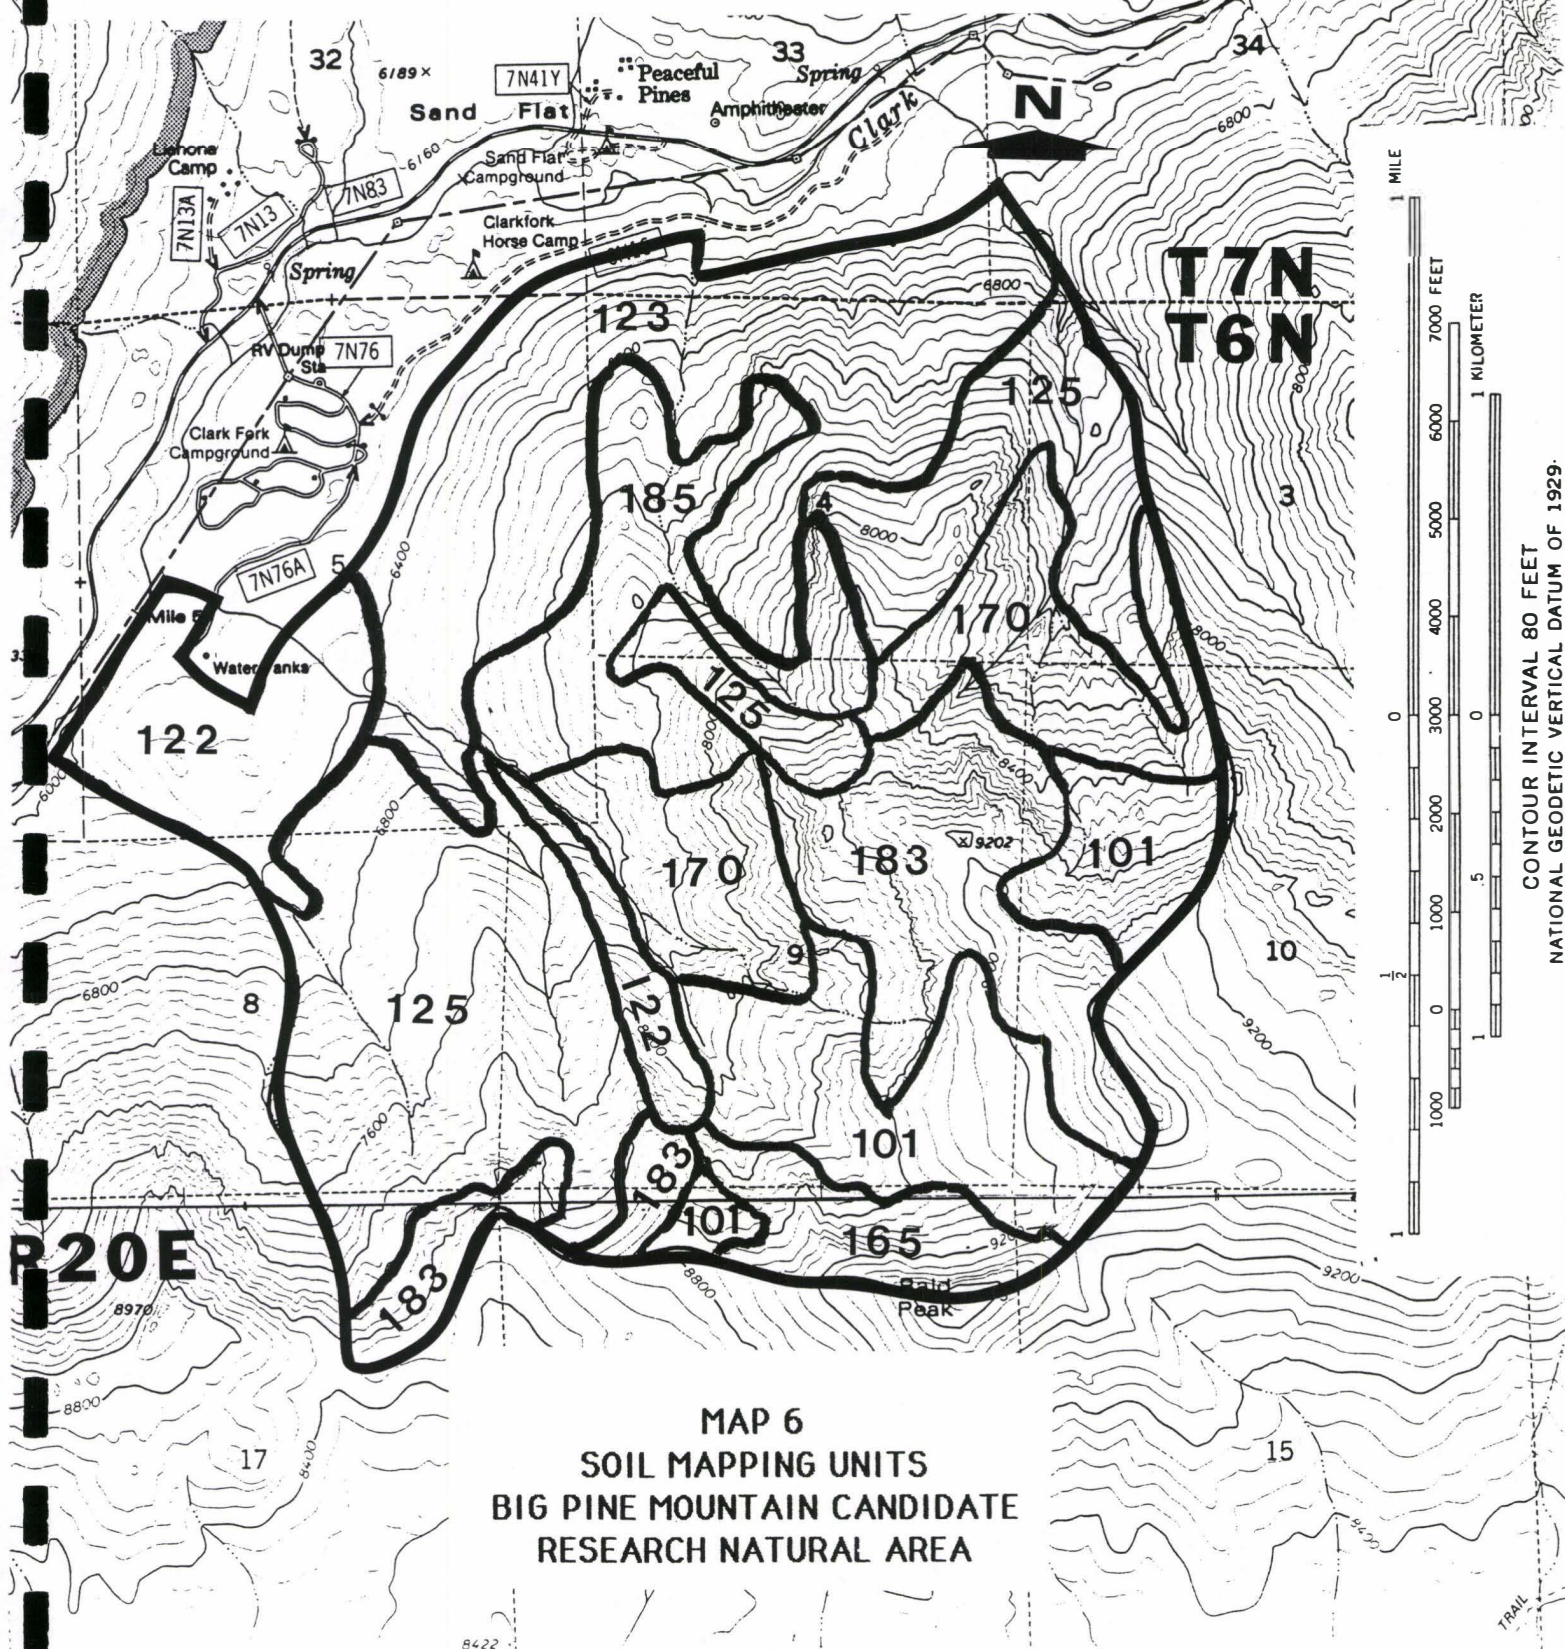 32
6189 ×
7N41Y
Peaceful
Pines
33
Spring
34
Sand Flat
Amphitheater
Clark
N
6800
Camp
6160
Sand Flat
Campground
7N83
7N13A
7N13
Clarkfork
Horse Camp
Spring
T7N
T6N
6800
123
RV Dump
Sta
7N76
125
Clark Fork
Campground
185
4
3
8000
5
6400
7N76A
170
8000
Mile
Water Tanks
125
122
8000
6000
8400
6800
9202
170
183
101
9
10
6800
8
125
122
9200
7600
101
183
101
165
R20E
183
8970
8800
Bald
Peak
9200
8800
17
8400
15
8400
MAP 6
SOIL MAPPING UNITS
BIG PINE MOUNTAIN CANDIDATE
RESEARCH NATURAL AREA
TRAIL
8422
1 MILE
0
1/2
1
7000 FEET
6000
5000
4000
3000
2000
1000
0
1000
1 KILOMETER
0
.5
1
CONTOUR INTERVAL 80 FEET
NATIONAL GEODETIC VERTICAL DATUM OF 1929.